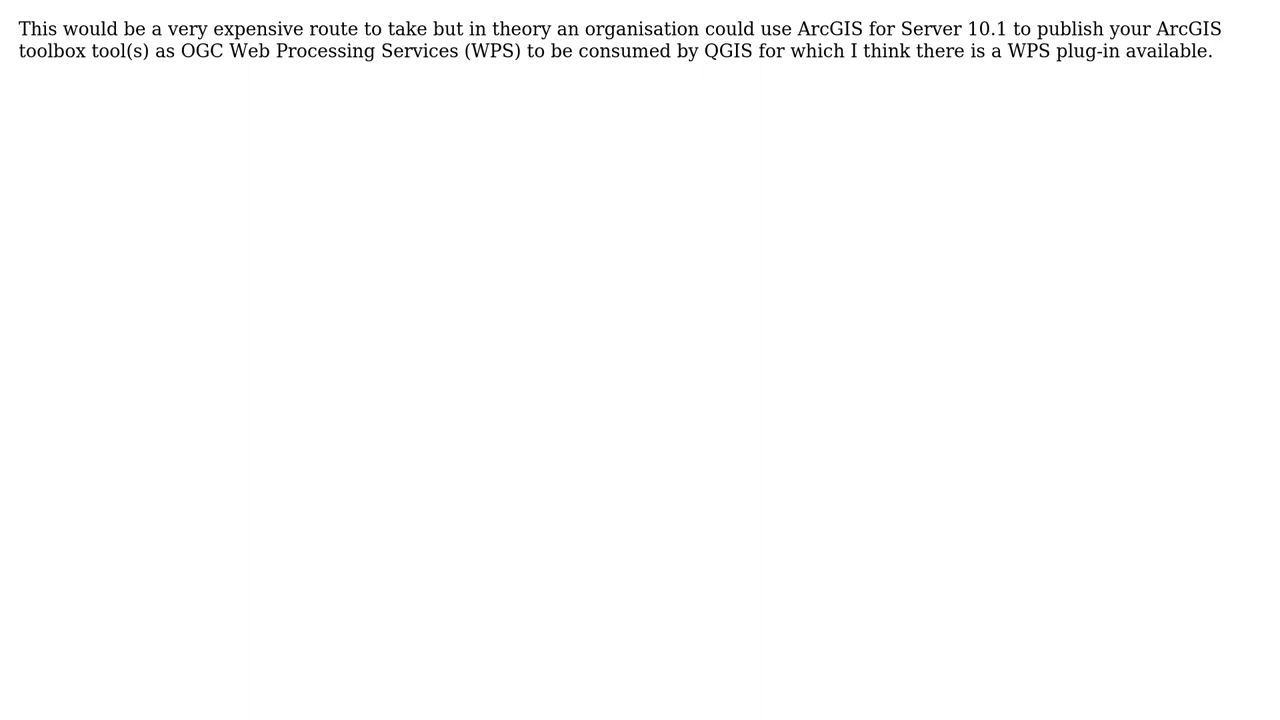 This would be a very expensive route to take but in theory an organisation could use ArcGIS for Server 10.1 to publish your ArcGIS
toolbox tool(s) as OGC Web Processing Services (WPS) to be consumed by QGIS for which I think there is a WPS plug-in available.